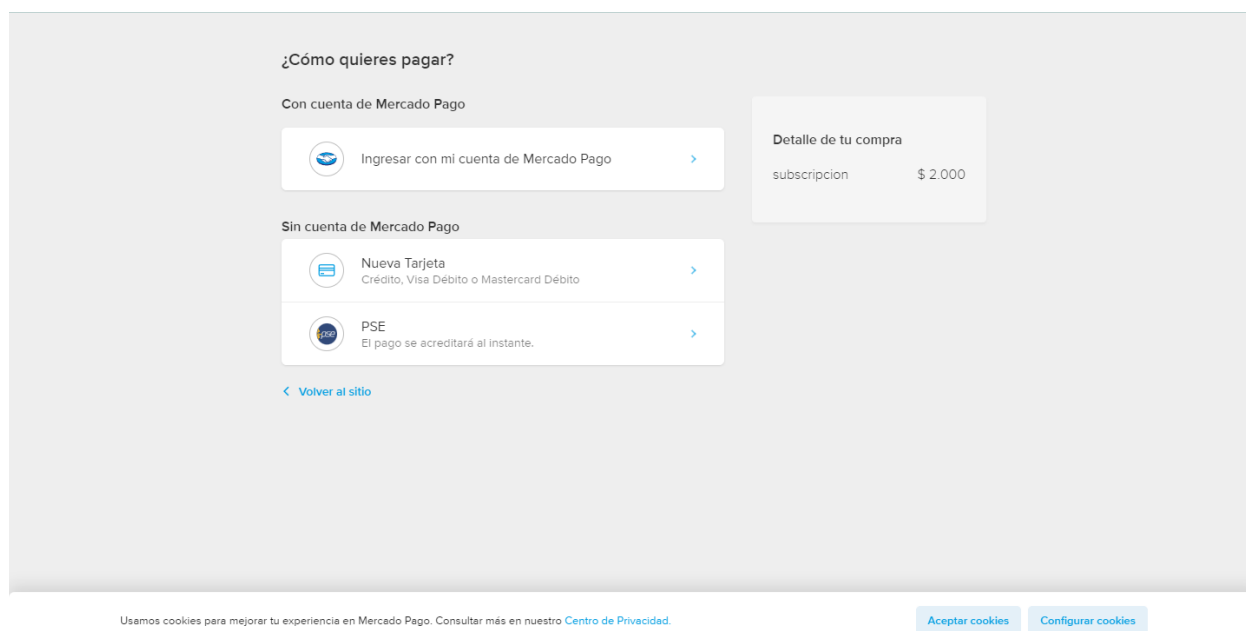 ¿Cómo quieres pagar?
Con cuenta de Mercado Pago
Ingresar con mi cuenta de Mercado Pago
Sin cuenta de Mercado Pago
Nueva Tarjeta
Crédito, Visa Débito o Mastercard Débito
pse
PSE
El pago se acreditará al instante.
Volver al sitio
Detalle de tu compra
subscripcion $ 2.000
Usamos cookies para mejorar tu experiencia en Mercado Pago. Consultar más en nuestro Centro de Privacidad.
Aceptar cookies
Configurar cookies